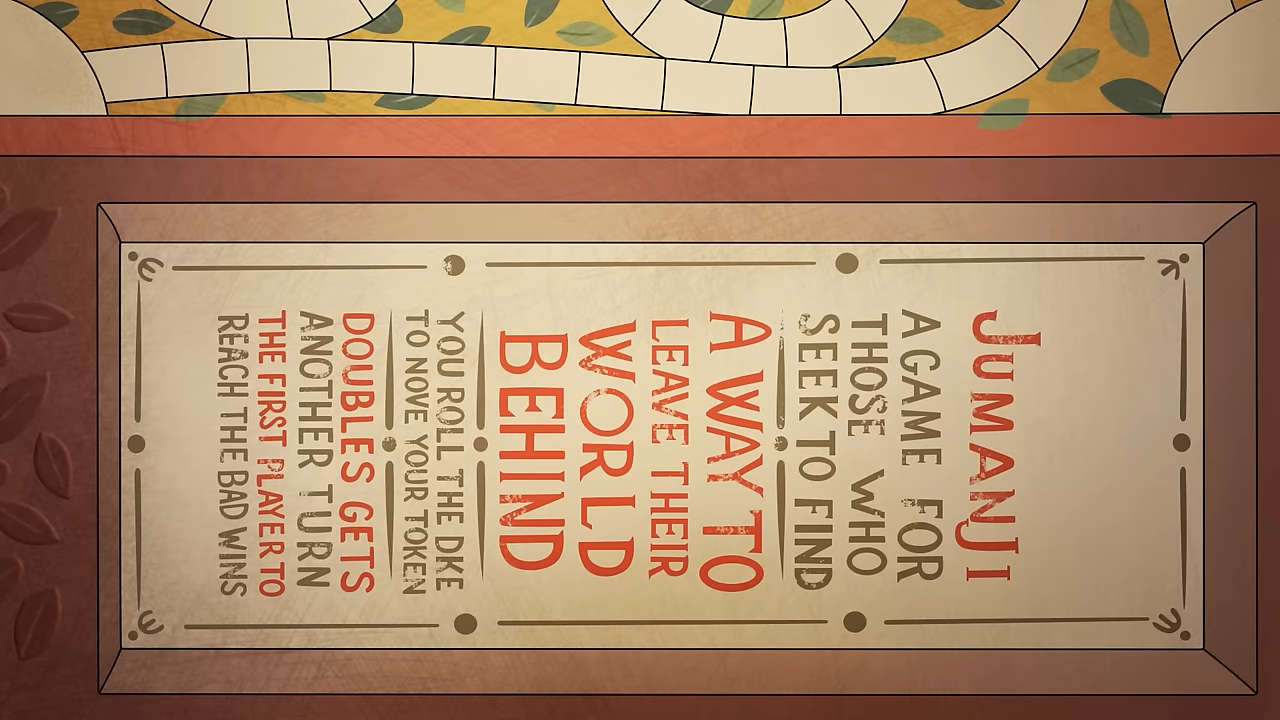 JUMANJI
A GAME FOR
THOSE WHO
SEEK TO FIND
A WAY TO
LEAVE THEIR
WORLD
BEHIND
YOU ROLL THE DKE
TO NOVE YOUR TOKEN
DOUBLES GETS
ANOTHER TURN
THE FIRST PLAYER TO
REACH THE BAD WINS